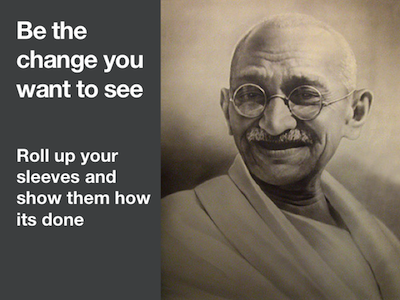 Be the
change you
want to see
Roll up your
sleeves and
show them how
its done